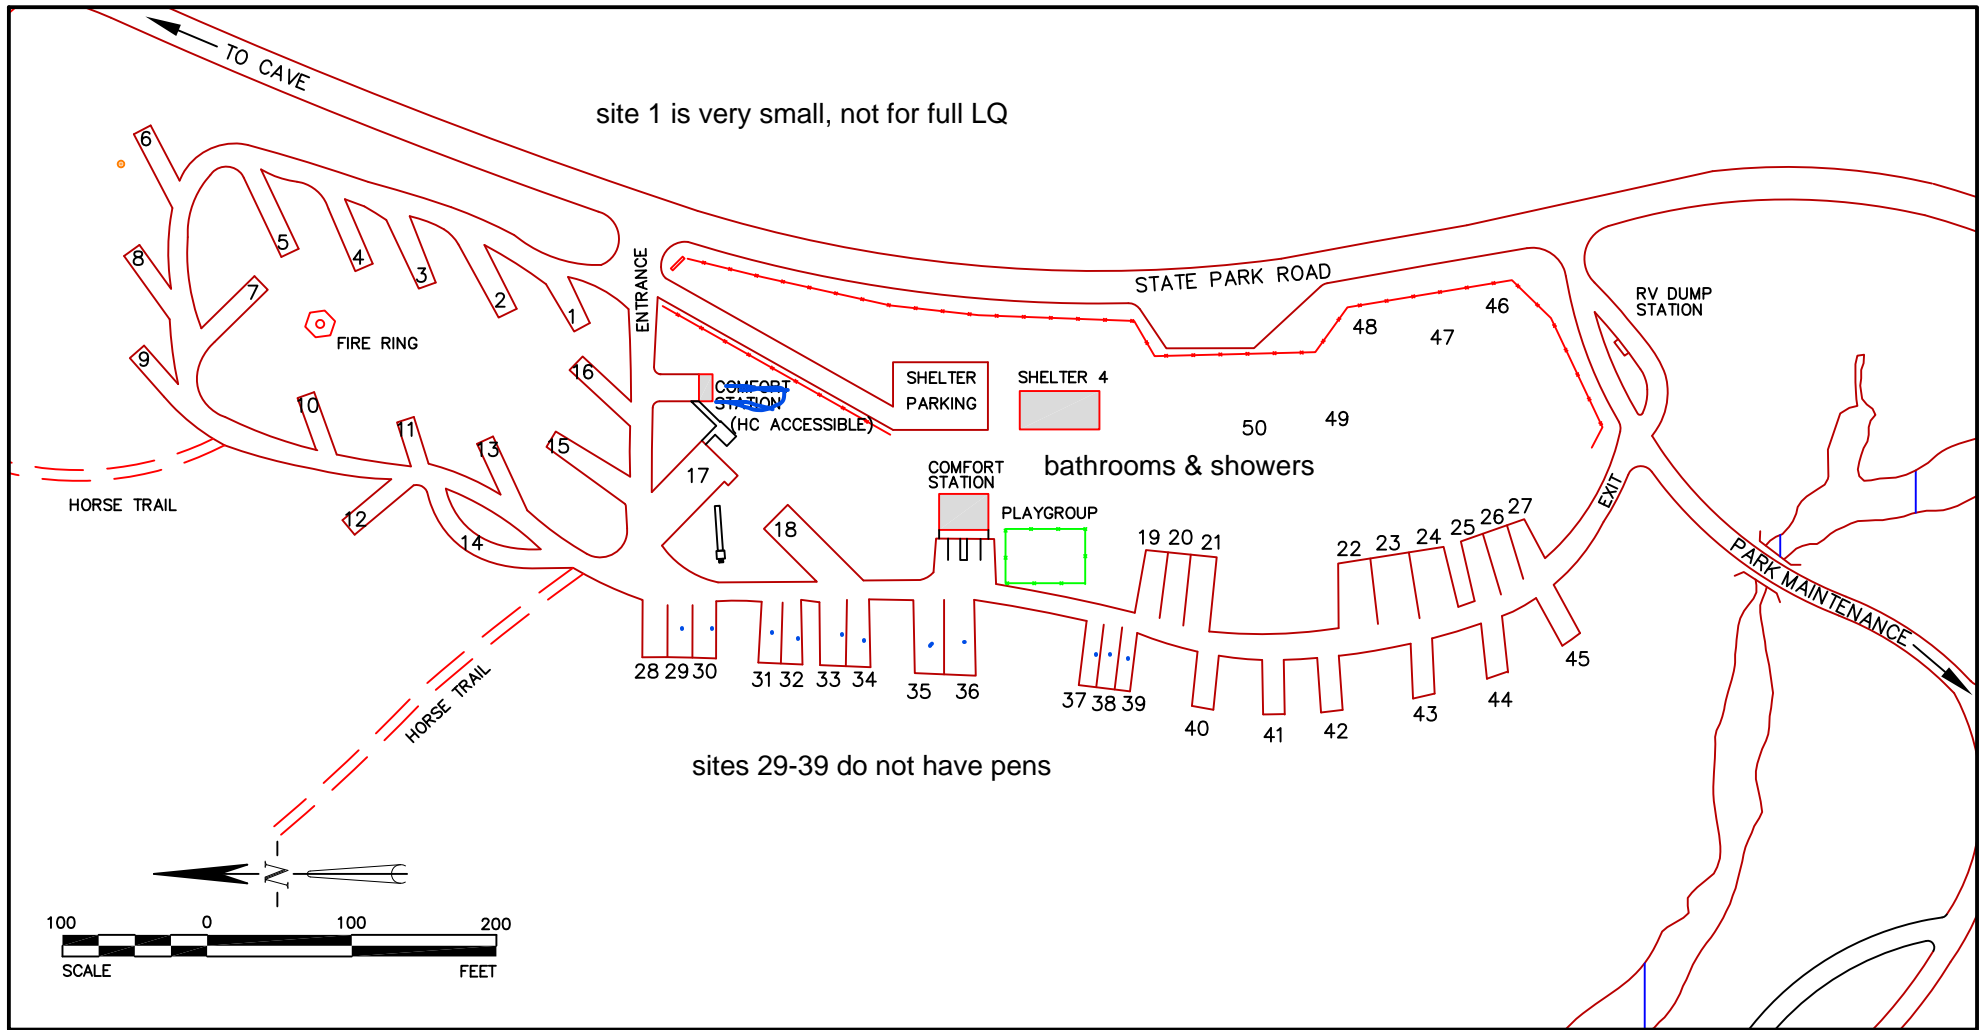 TO CAVE
site 1 is very small, not for full LQ
6
8
5
4
3
2
1
7
9
FIRE RING
ENTRANCE
STATE PARK ROAD
46
48
47
RV DUMP
STATION
16
COMFORT
STATION
(HC ACCESSIBLE)
SHELTER
PARKING
SHELTER 4
50
49
10
11
13
15
12
14
17
18
HORSE TRAIL
COMFORT
STATION
bathrooms & showers
PLAYGROUP
19
20
21
22
23
24
25
26
27
EXIT
PARK MAINTENANCE
28
29
30
31
32
33
34
35
36
37
38
39
40
41
42
43
44
45
HORSE TRAIL
sites 29-39 do not have pens
N
100
0
100
200
SCALE
FEET